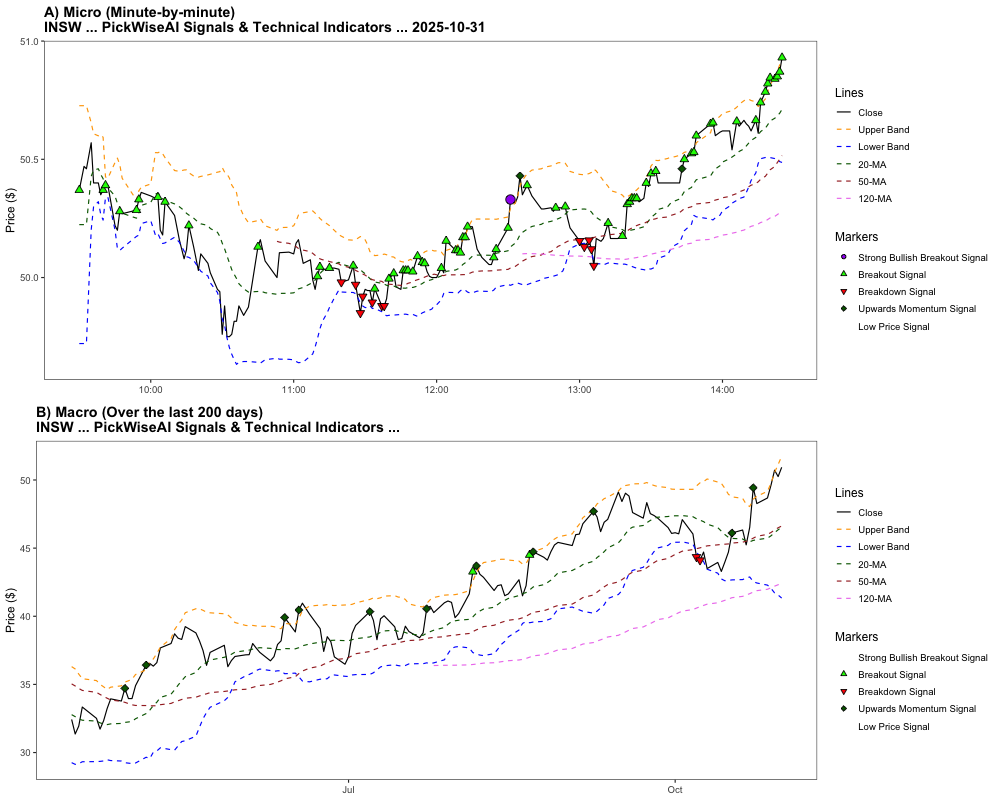 A) Micro (Minute-by-minute)
INSW ... PickWiseAI Signals & Technical Indicators ... 2025-10-31
51.0
50.5
50.0
Price ($)
10:00
11:00
12:00
13:00
14:00
Lines
Close
Upper Band
Lower Band
20-MA
50-MA
120-MA
Markers
Strong Bullish Breakout Signal
Breakout Signal
Breakdown Signal
Upwards Momentum Signal
Low Price Signal
B) Macro (Over the last 200 days)
INSW ... PickWiseAI Signals & Technical Indicators ...
50
45
40
35
30
Price ($)
Jul
Oct
Lines
Close
Upper Band
Lower Band
20-MA
50-MA
120-MA
Markers
Strong Bullish Breakout Signal
Breakout Signal
Breakdown Signal
Upwards Momentum Signal
Low Price Signal